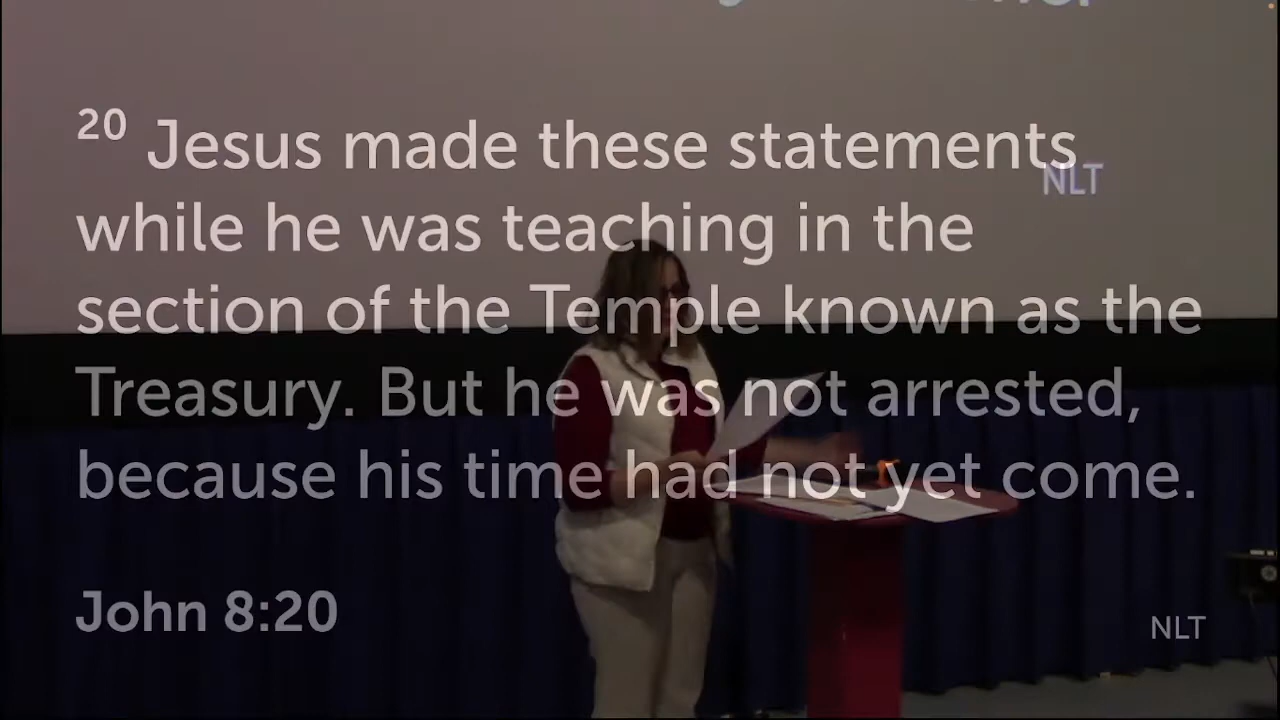 20 Jesus made these statements
NLT
while he was teaching in the
section of the Temple known as the
Treasury. But he was not arrested,
because his time had not yet come.
John 8:20
NLT